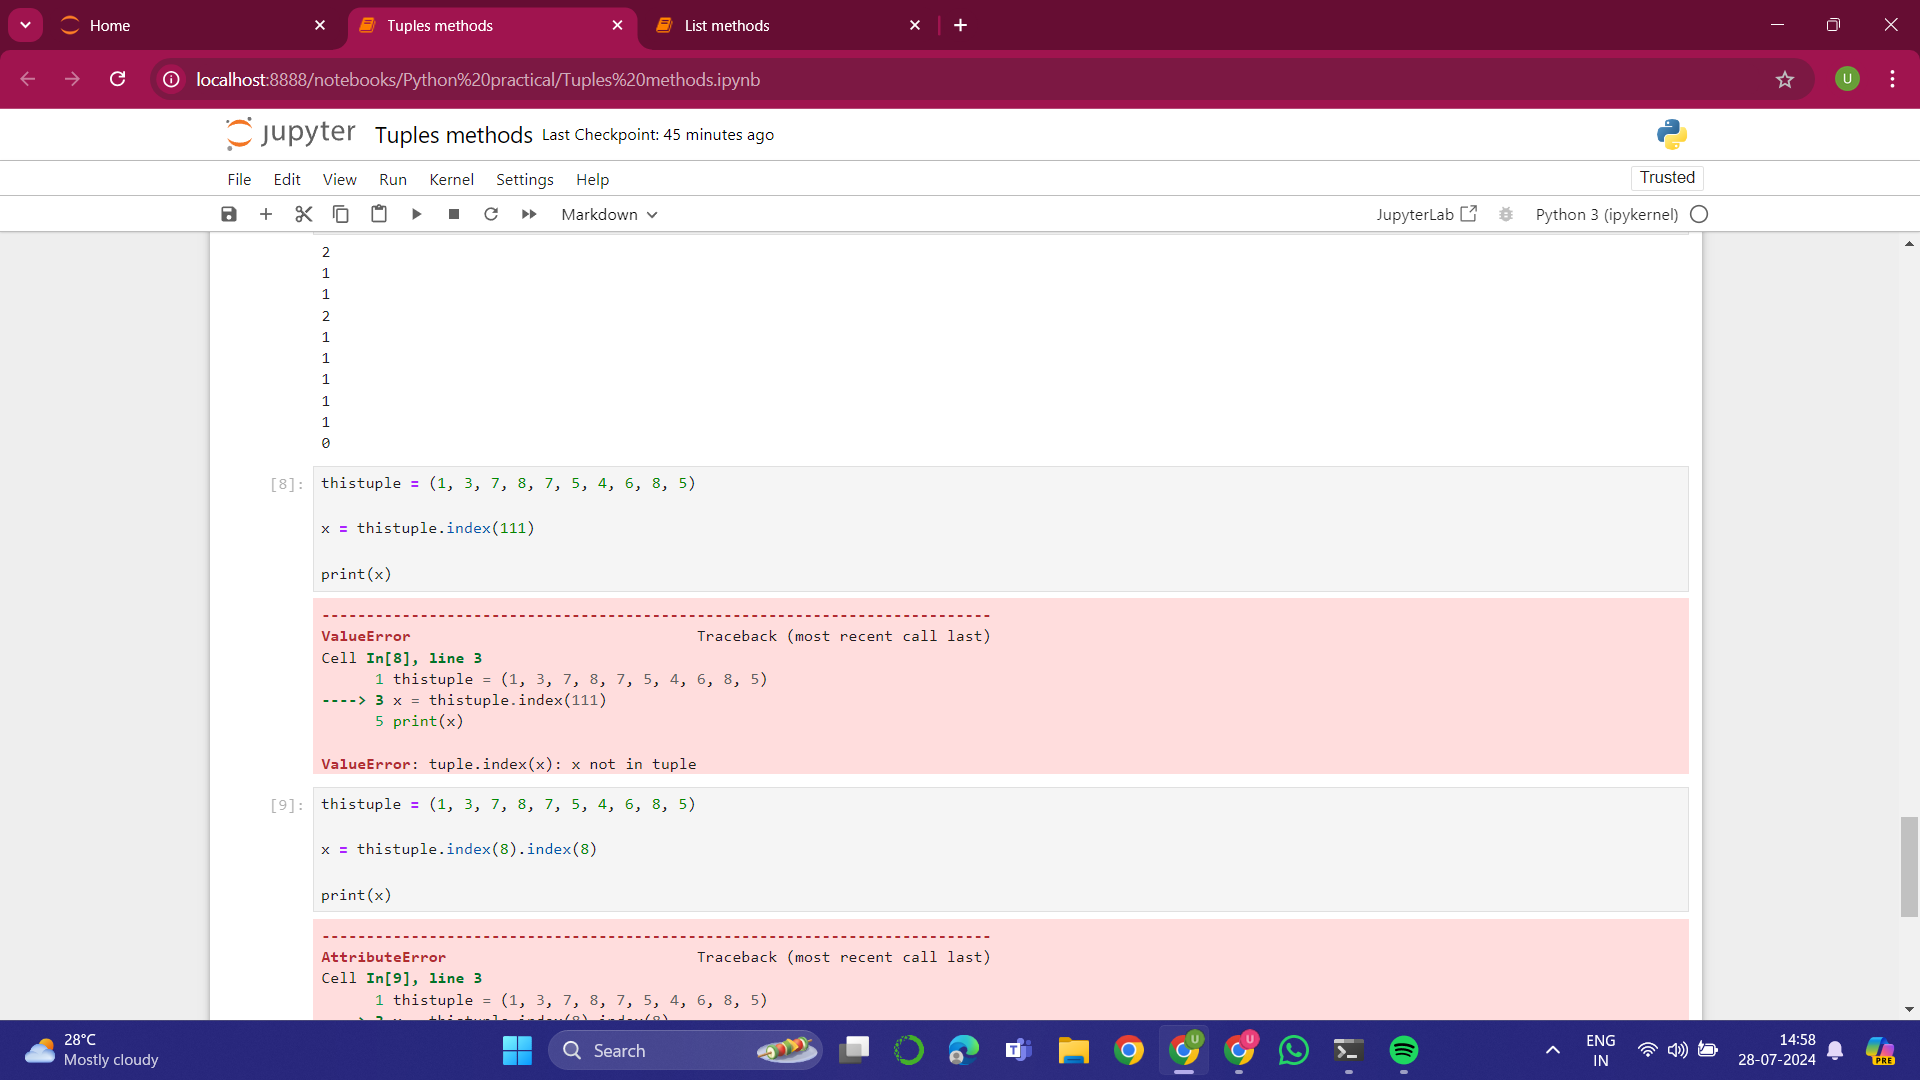 Home
Tuples methods
List methods
localhost:8888/notebooks/Python%20practical/Tuples%20methods.ipynb
U
jupyter Tuples methods Last Checkpoint: 45 minutes ago
File Edit View Run Kernel Settings Help
Trusted
Markdown
JupyterLab
Python 3 (ipykernel)
2
1
1
2
1
1
1
1
1
0
[8]: thistuple = (1, 3, 7, 8, 7, 5, 4, 6, 8, 5)
x = thistuple.index(111)
print(x)
---------------------------------------------------------------------------
ValueError                                Traceback (most recent call last)
Cell In[8], line 3
      1 thistuple = (1, 3, 7, 8, 7, 5, 4, 6, 8, 5)
----> 3 x = thistuple.index(111)
      5 print(x)
ValueError: tuple.index(x): x not in tuple
[9]: thistuple = (1, 3, 7, 8, 7, 5, 4, 6, 8, 5)
x = thistuple.index(8).index(8)
print(x)
---------------------------------------------------------------------------
AttributeError                            Traceback (most recent call last)
Cell In[9], line 3
      1 thistuple = (1, 3, 7, 8, 7, 5, 4, 6, 8, 5)
> 3 x = thistuple.index(8).index(8)
28°C
Mostly cloudy
Search
U
U
ENG
IN
14:58
28-07-2024
PRE